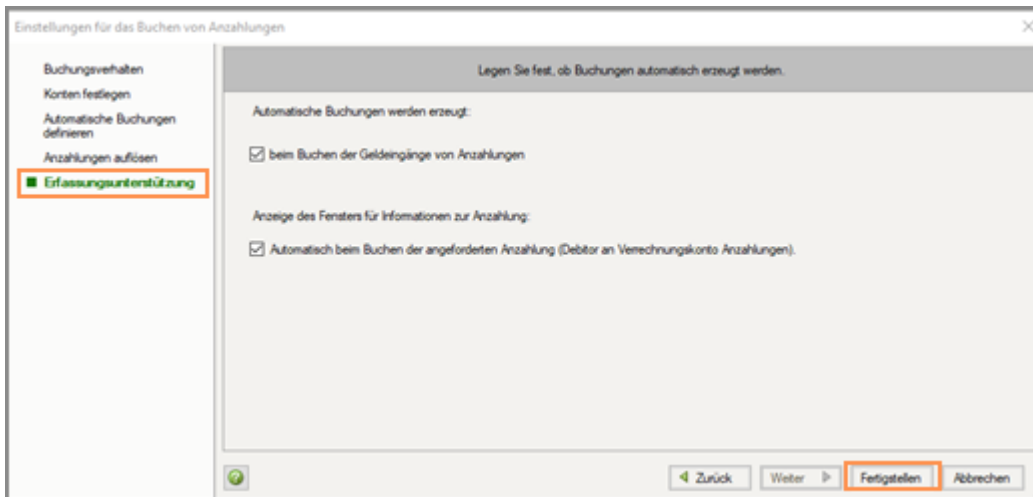 Einstellungen für das Buchen von Anzahlungen
Buchungsverhalten
Konten festlegen
Automatische Buchungen
definieren
Anzahlungen auflösen
Erfassungsunterstützung
Legen Sie fest, ob Buchungen automatisch erzeugt werden.
Automatische Buchungen werden erzeugt:
beim Buchen der Geldeingänge von Anzahlungen
Anzeige des Fensters für Informationen zur Anzahlung:
Automatisch beim Buchen der angeforderten Anzahlung (Debitor an Verrechnungskonto Anzahlungen).
Zurück Weiter Fertigstellen Abbrechen